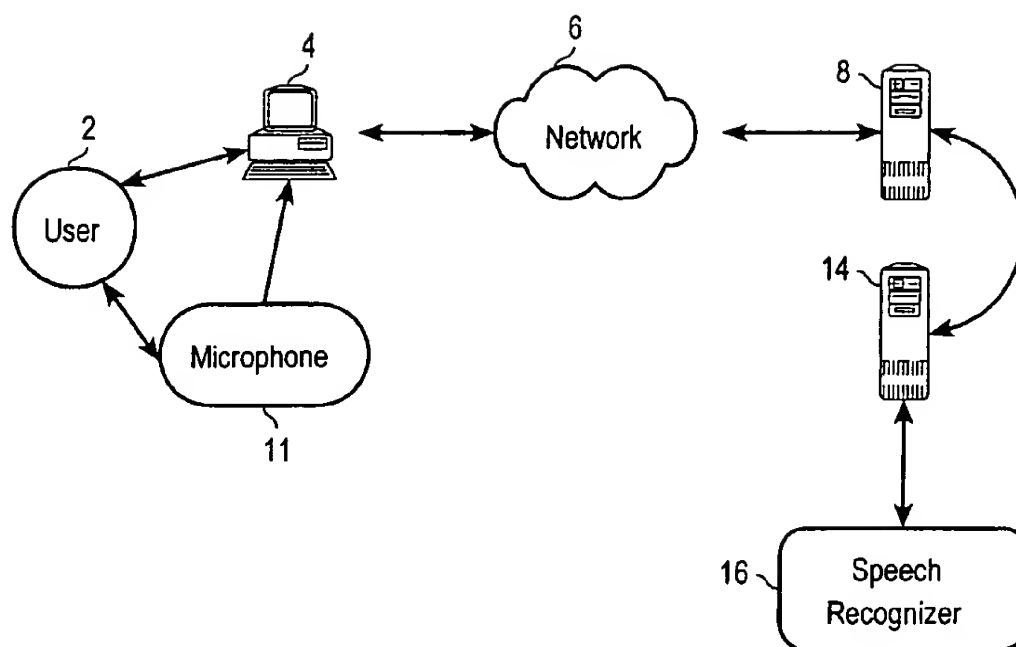 6
4
8
2
Network
User
14
Microphone
11
16
Speech
Recognizer